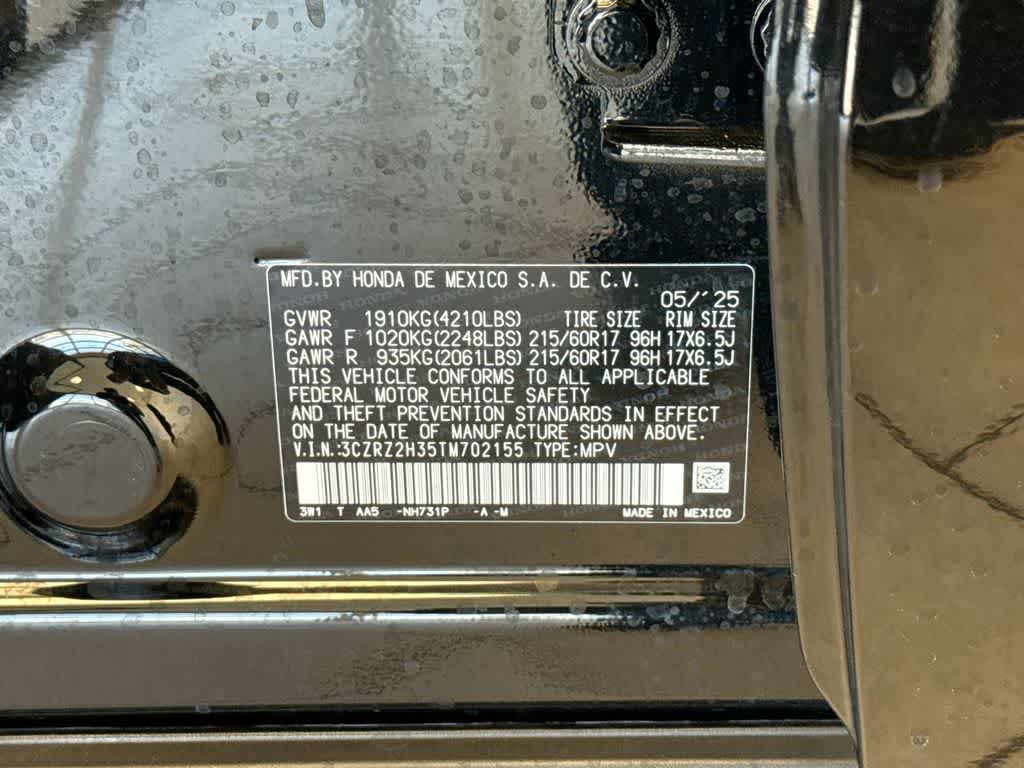 MFD.BY HONDA DE MEXICO S.A. DE C.V.
05/'25
GVWR 1910KG(4210LBS) TIRE SIZE RIM SIZE
GAWR F 1020KG(2248LBS) 215/60R17 96H 17X6.5J
GAWR R 935KG(2061LBS) 215/60R17 96H 17X6.5J
THIS VEHICLE CONFORMS TO ALL APPLICABLE
FEDERAL MOTOR VEHICLE SAFETY
AND THEFT PREVENTION STANDARDS IN EFFECT
ON THE DATE OF MANUFACTURE SHOWN ABOVE.
V.I.N.:3CZRZ2H35TM702155 TYPE:MPV
3W1 T AA5 -NH731P -A -M MADE IN MEXICO